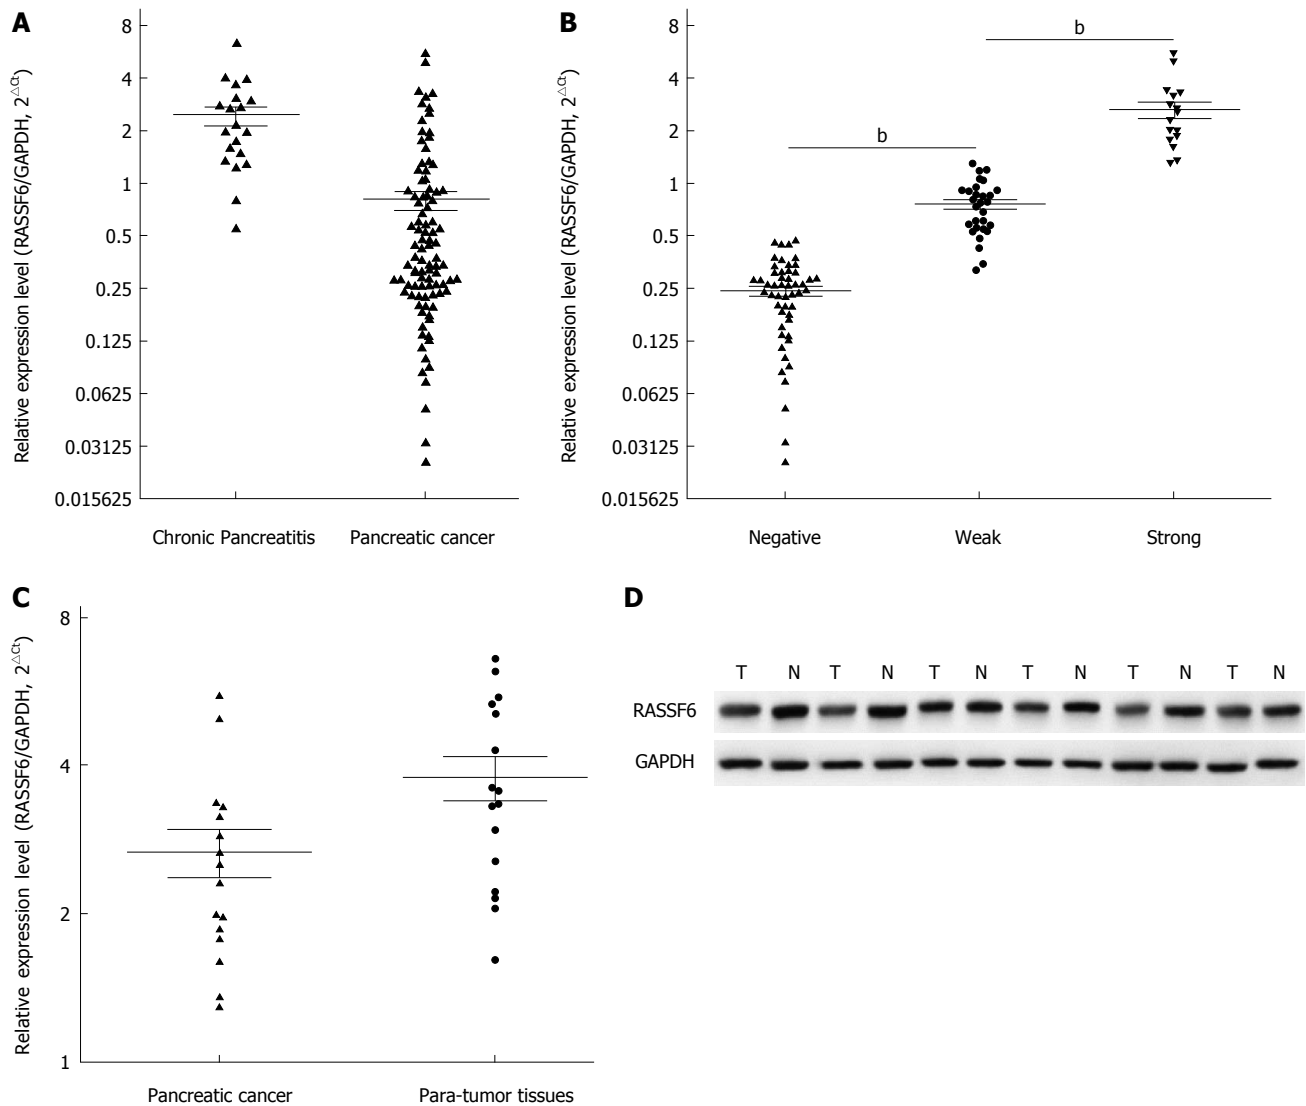 A
Relative expression level (RASSF6/GAPDH, 2△Ct)
8
4
2
1
0.5
0.25
0.125
0.0625
0.03125
0.015625
Chronic Pancreatitis
Pancreatic cancer
B
Relative expression level (RASSF6/GAPDH, 2△Ct)
8
4
2
1
0.5
0.25
0.125
0.0625
0.03125
0.015625
b
b
Negative
Weak
Strong
C
Relative expression level (RASSF6/GAPDH, 2△Ct)
8
4
2
1
Pancreatic cancer
Para-tumor tissues
D
T N T N T N T N T N T N
RASSF6
GAPDH